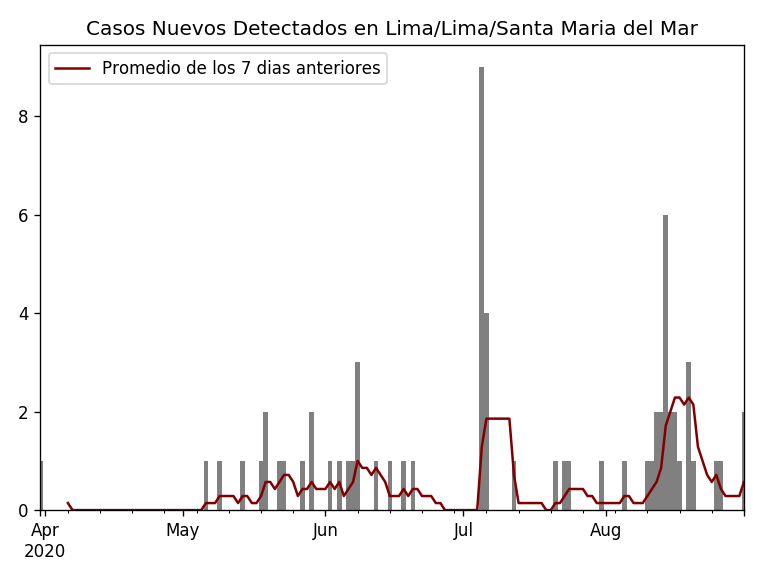 Casos Nuevos Detectados en Lima/Lima/Santa Maria del Mar
Promedio de los 7 dias anteriores
8
6
4
2
0
Apr
2020
May
Jun
Jul
Aug